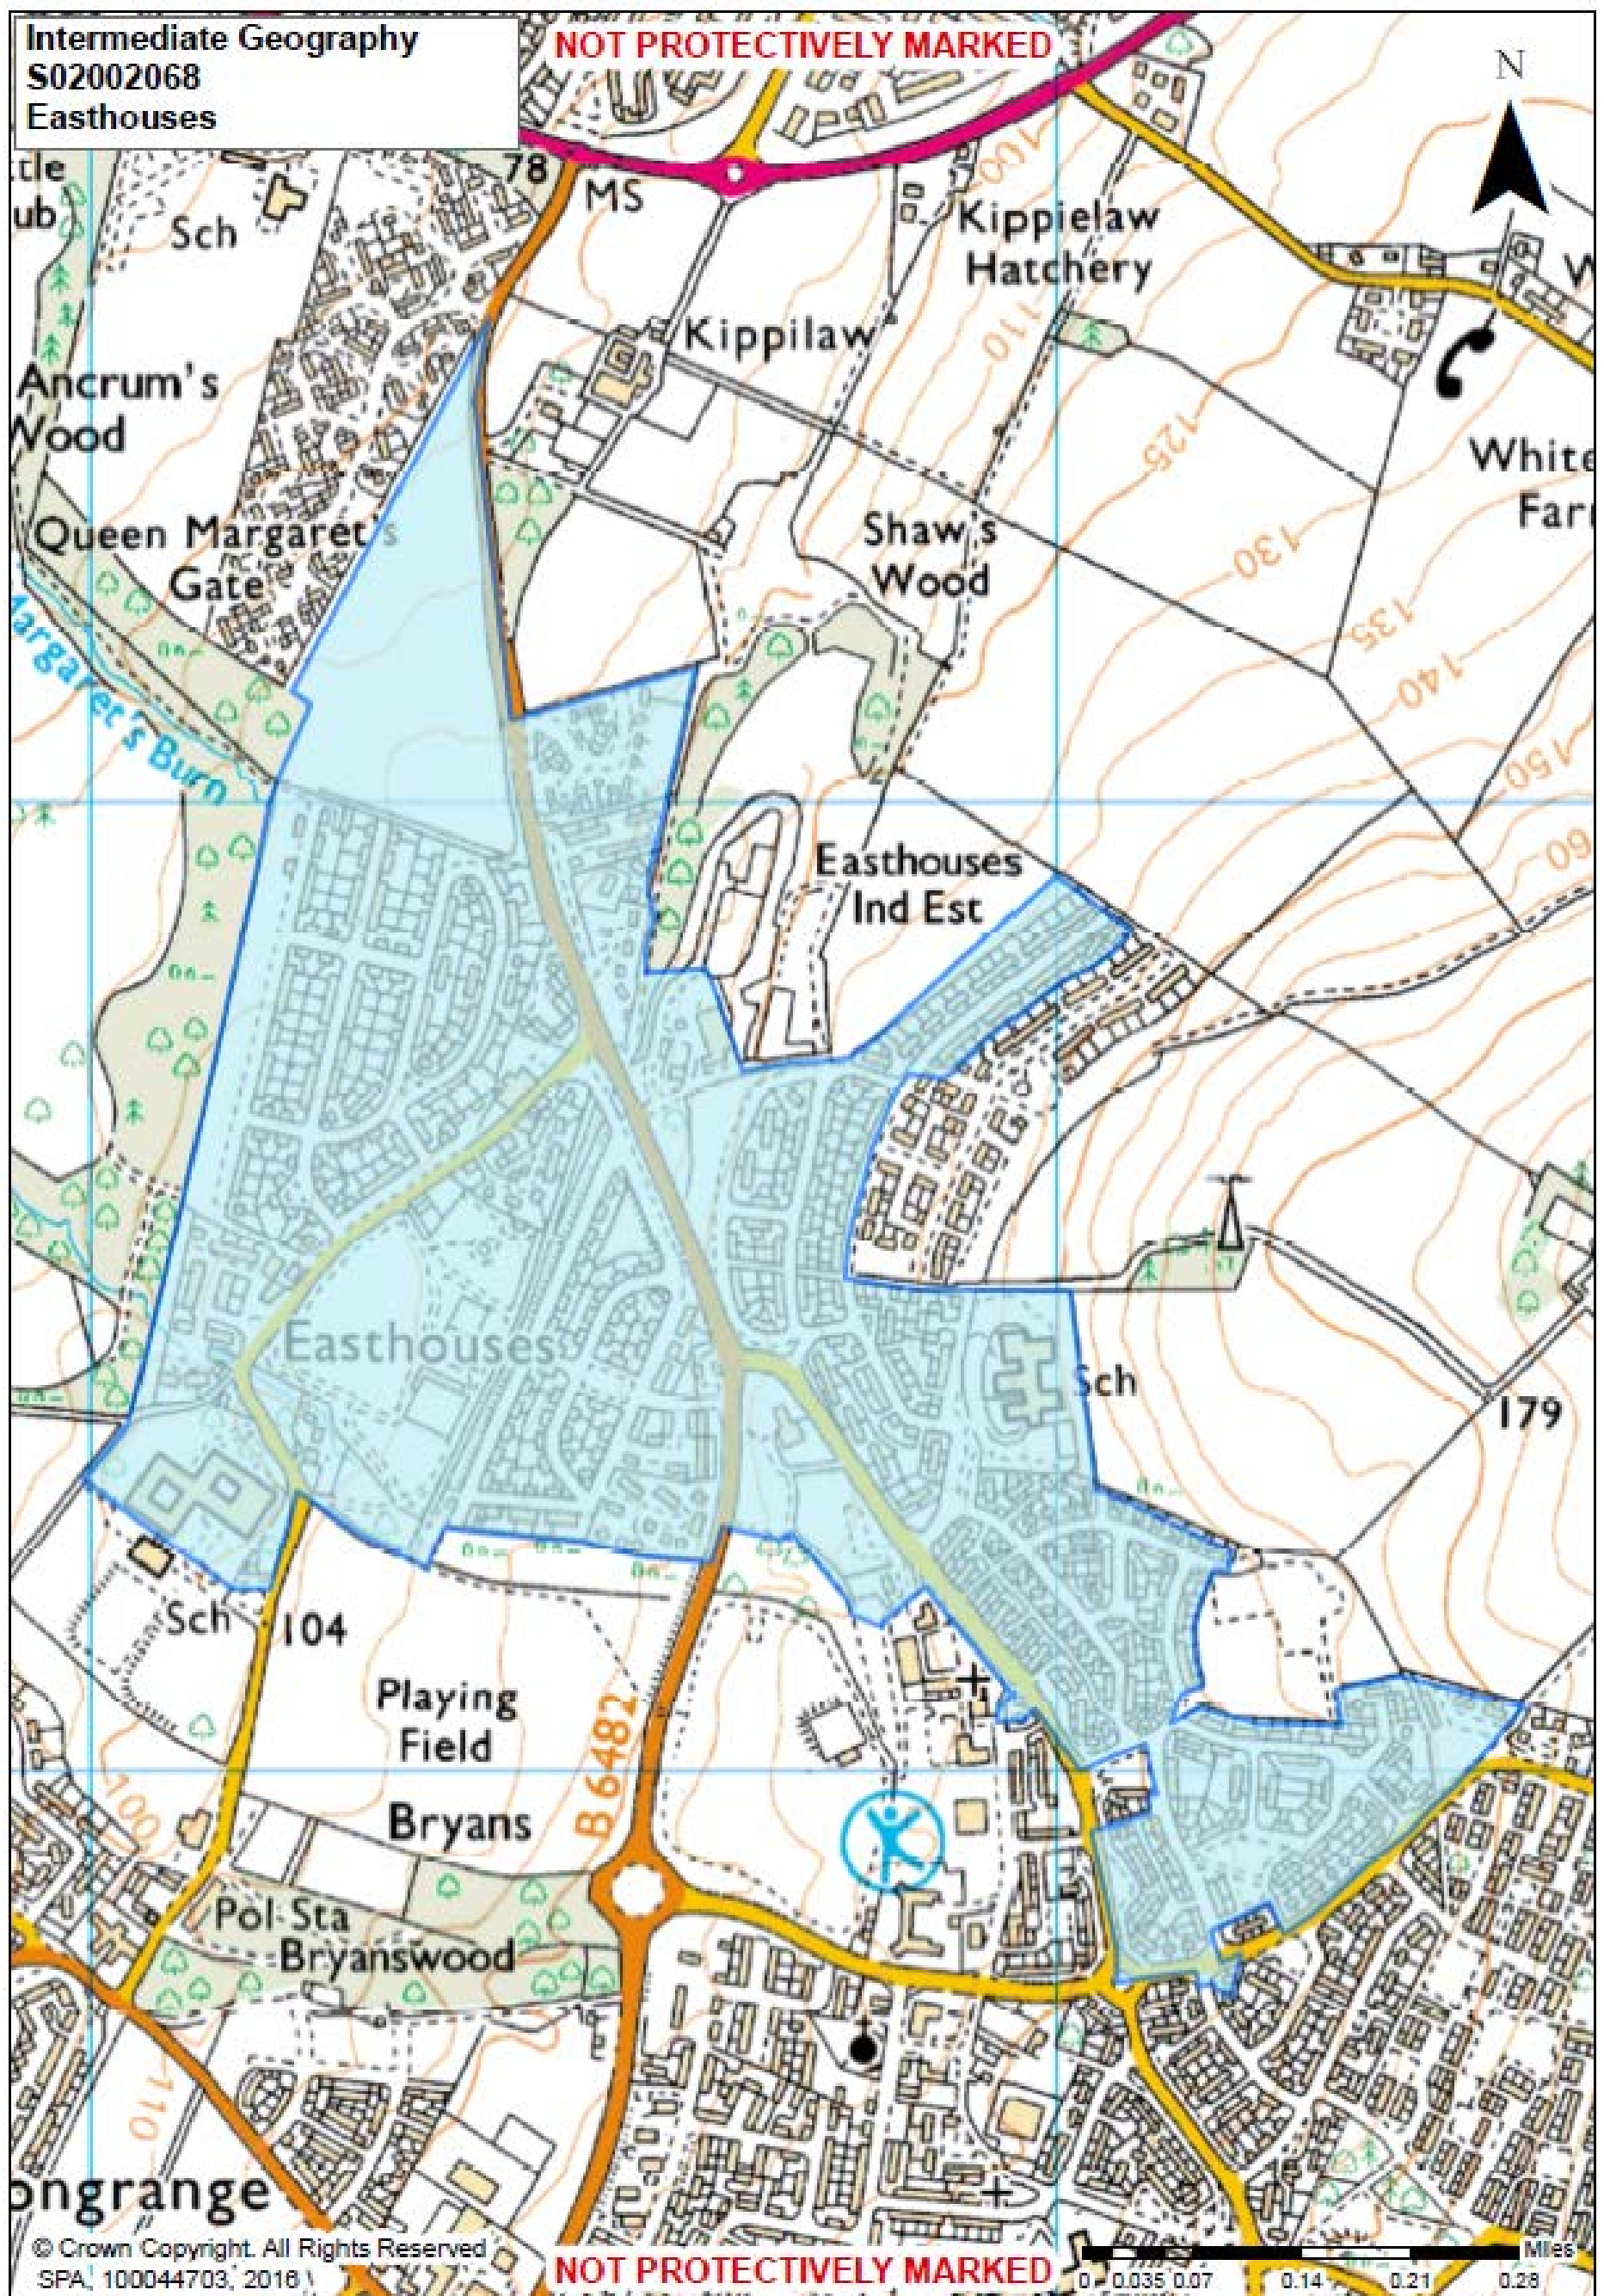 Intermediate Geography
S02002068
Easthouses
NOT PROTECTIVELY MARKED
N
78
MS
Sch
100
Kippielaw
Hatchery
110
Kippilaw
Ancrum's
Wood
125
White
Queen Margaret's
Gate
Shaw's
Wood
130
135
140
150
Margaret's Burn
Easthouses
Ind Est
Easthouses
Sch
179
Sch
104
Playing
Field
B 6482
100
Bryans
Pol Sta
Bryanswood
110
ongrange
© Crown Copyright. All Rights Reserved
SPA, 100044703, 2016
NOT PROTECTIVELY MARKED
Miles
0 0.035 0.07 0.14 0.21 0.28